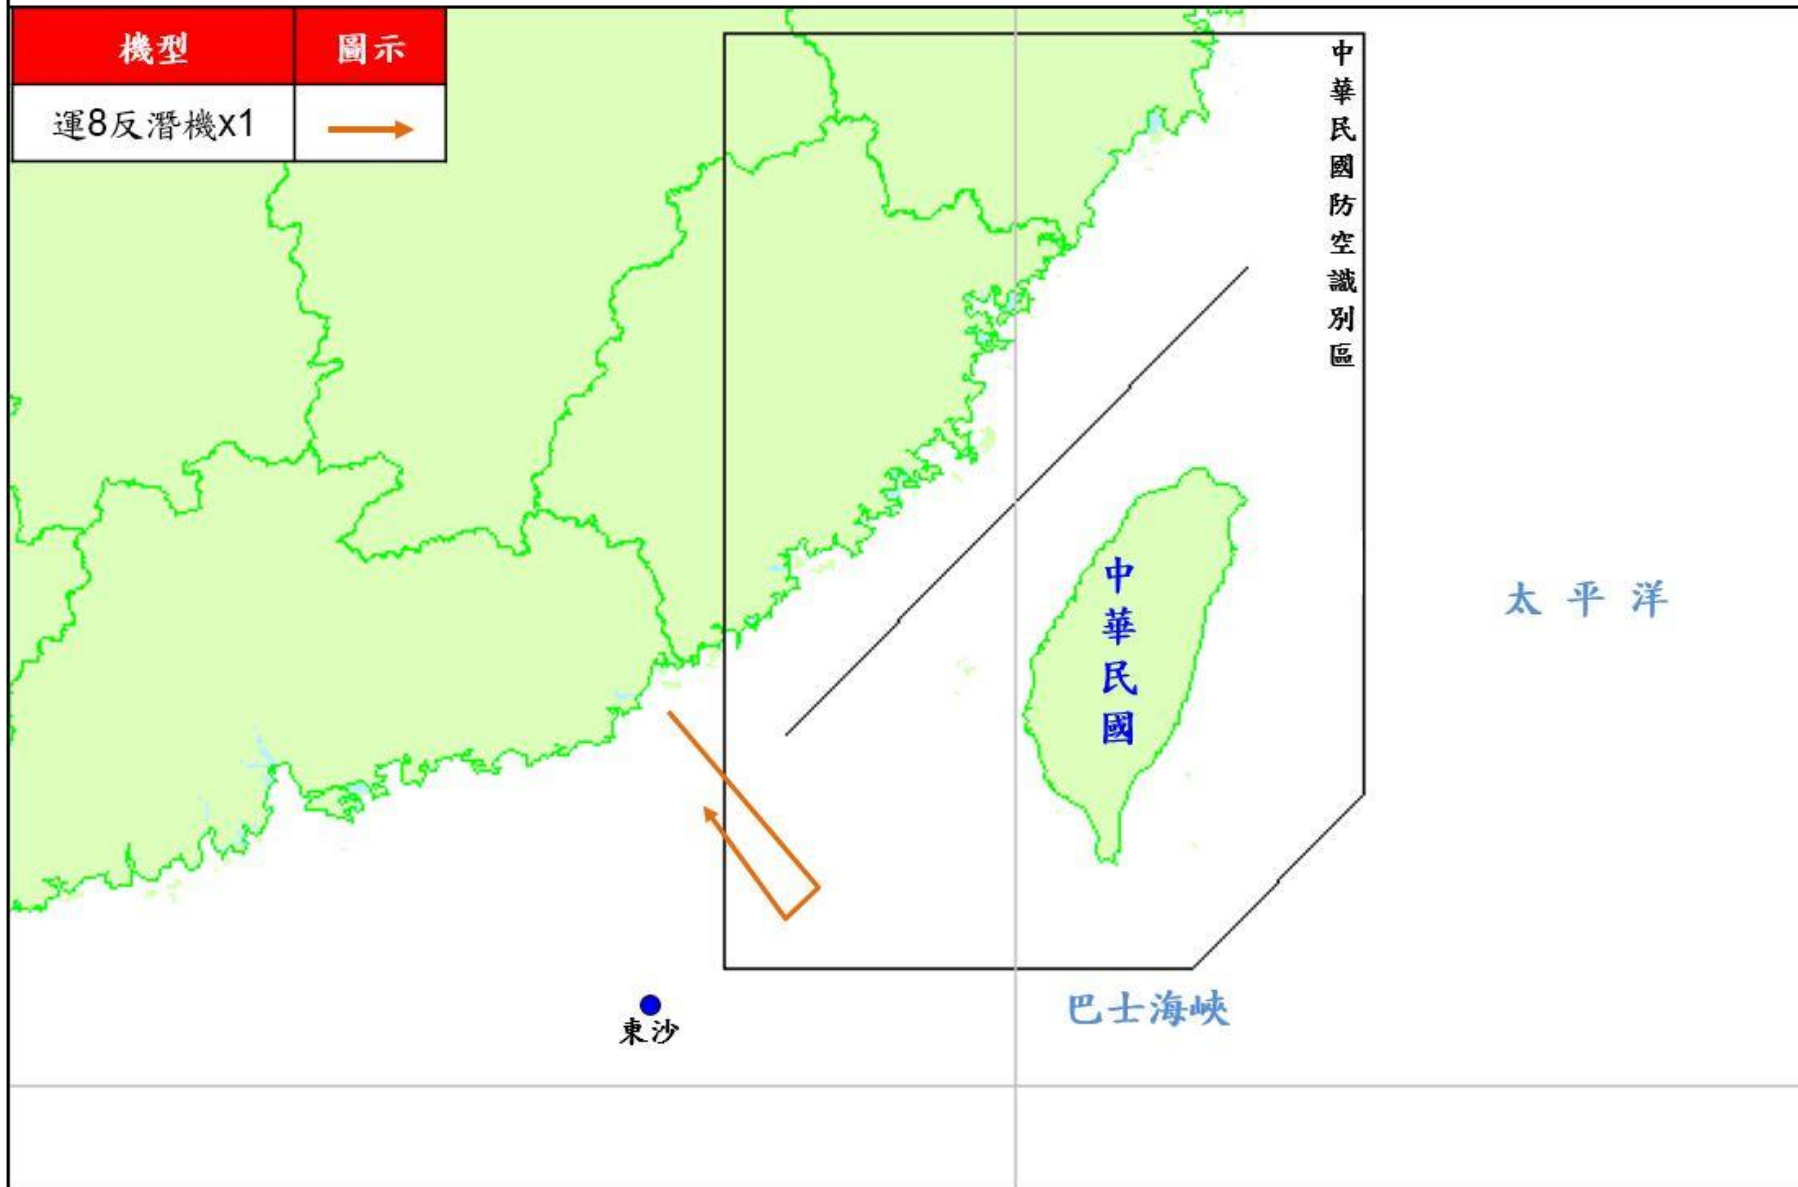 機型 圖示
運8反潛機x1
中華民國防空識別區
中華民國
太平洋
巴士海峽
東沙